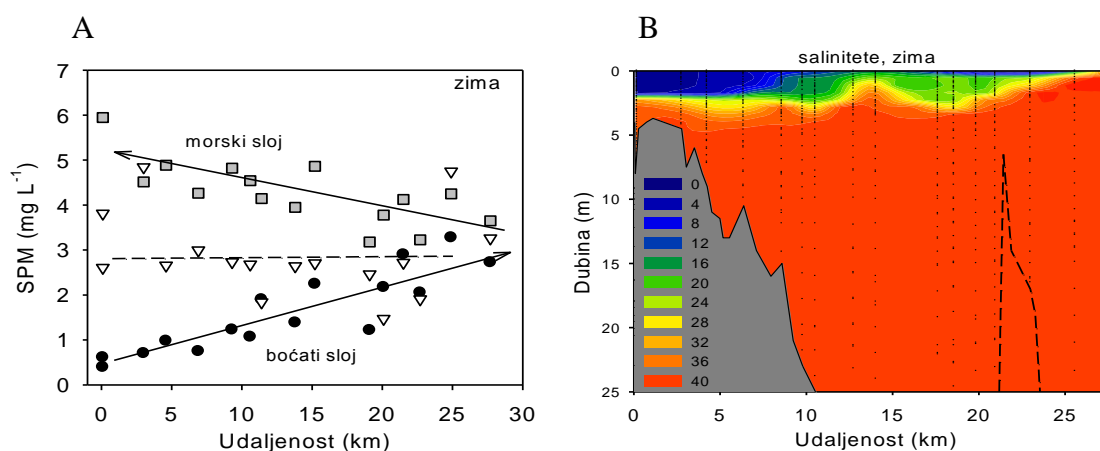 A
zima
SPM (mg L⁻¹)
7
6
5
4
3
2
1
0
morski sloj
boćati sloj
0 5 10 15 20 25 30
Udaljenost (km)
B
salinitete, zima
Dubina (m)
0
5
10
15
20
25
0
4
8
12
16
20
24
28
32
36
40
0 5 10 15 20 25
Udaljenost (km)